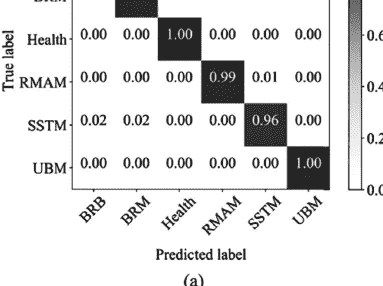 Health 0.00 0.00 1.00 0.00 0.00 0.00
0.6
RMAM 0.00 0.00 0.00 0.99 0.01 0.00
0.4
SSTM 0.02 0.02 0.00 0.00 0.96 0.00
0.2
UBM 0.00 0.00 0.00 0.00 0.00 1.00
0.0
True label
BRB BRM Health RMAM SSTM UBM
Predicted label
(a)